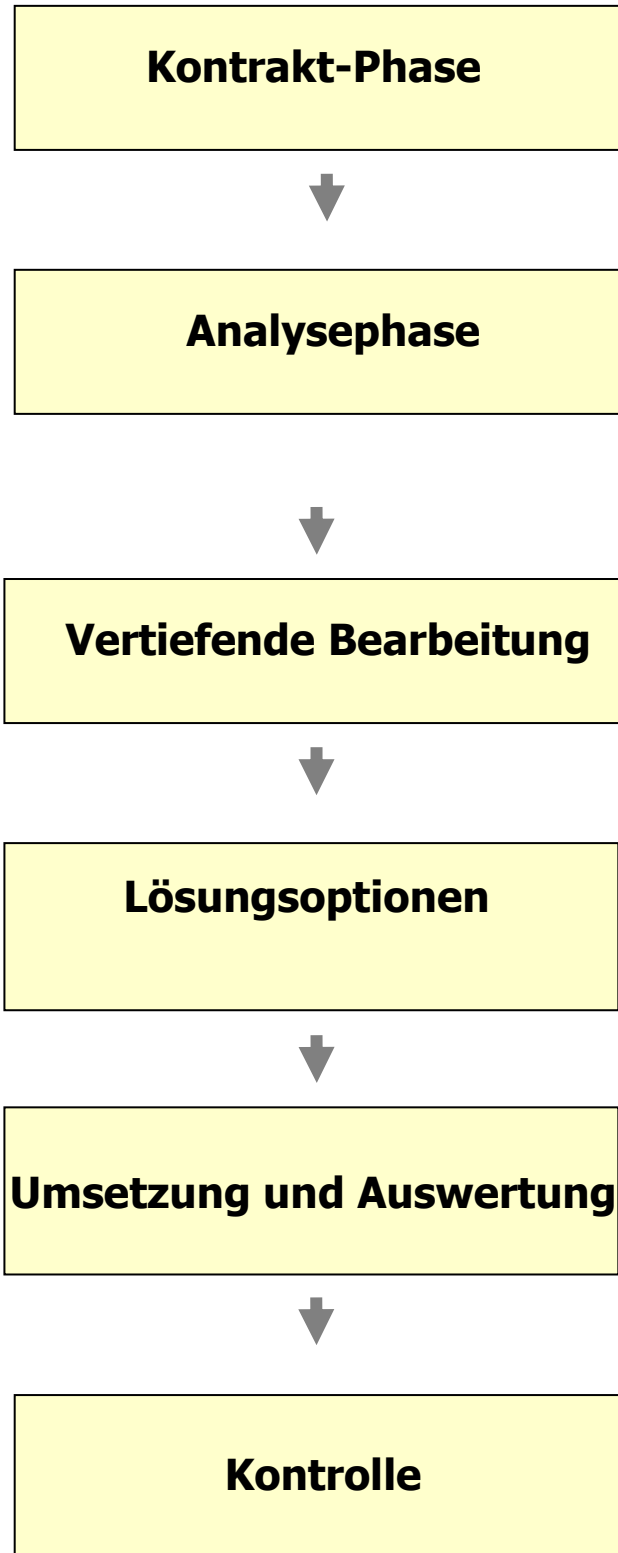 Kontrakt-Phase
Analysephase
Vertiefende Bearbeitung
Lösungsoptionen
Umsetzung und Auswertung
Kontrolle